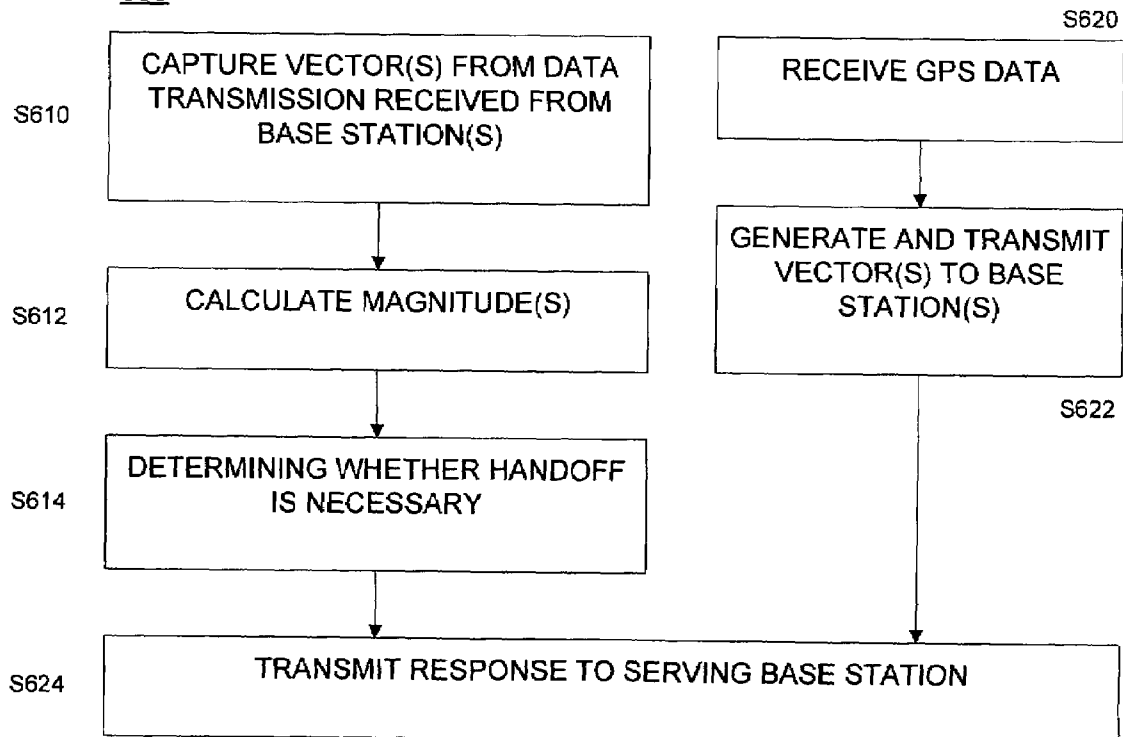 S610
CAPTURE VECTOR(S) FROM DATA
TRANSMISSION RECEIVED FROM
BASE STATION(S)
S612
CALCULATE MAGNITUDE(S)
S614
DETERMINING WHETHER HANDOFF
IS NECESSARY
S620
RECEIVE GPS DATA
GENERATE AND TRANSMIT
VECTOR(S) TO BASE
STATION(S)
S622
S624
TRANSMIT RESPONSE TO SERVING BASE STATION